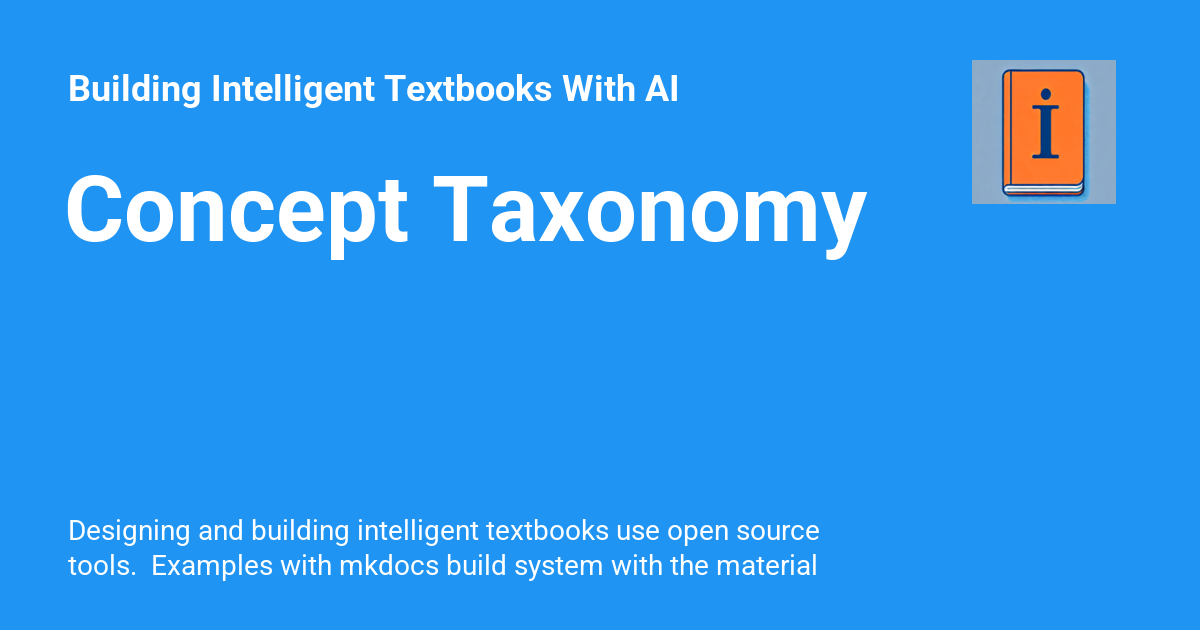 Building Intelligent Textbooks With AI
i
Concept Taxonomy
Designing and building intelligent textbooks use open source
tools.  Examples with mkdocs build system with the material